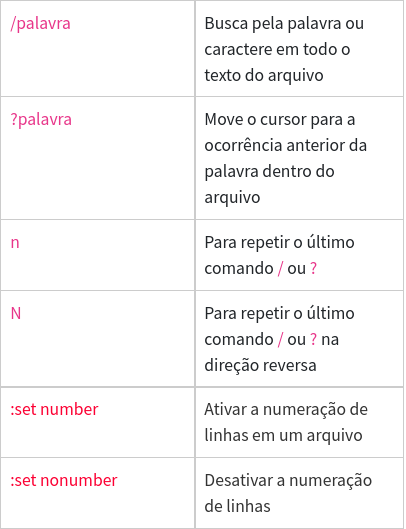 /palavra
Busca pela palavra ou
caractere em todo o
texto do arquivo
?palavra
Move o cursor para a
ocorrência anterior da
palavra dentro do
arquivo
n
Para repetir o último
comando / ou ?
N
Para repetir o último
comando / ou ? na
direção reversa
:set number
Ativar a numeração de
linhas em um arquivo
:set nonumber
Desativar a numeração
de linhas